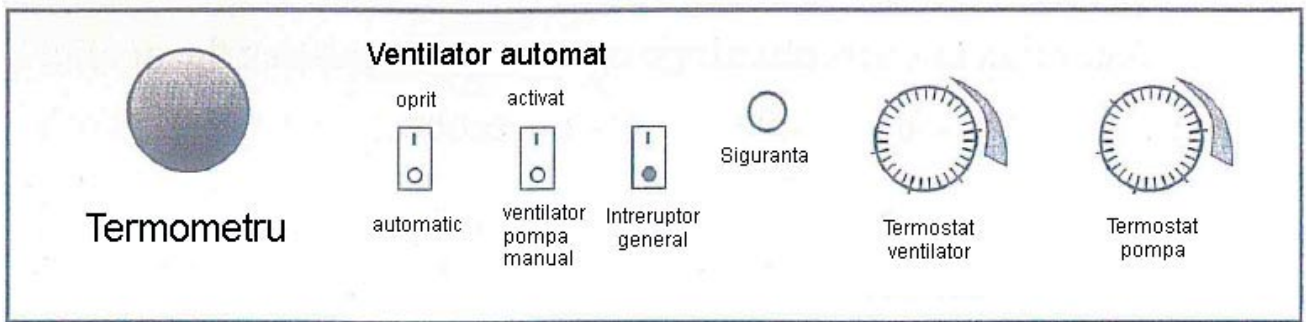 Ventilator automat
oprit
activat
Termometru
automatic
ventilator
pompa
manual
Intreruptor
general
Siguranta
Termostat
ventilator
Termostat
pompa